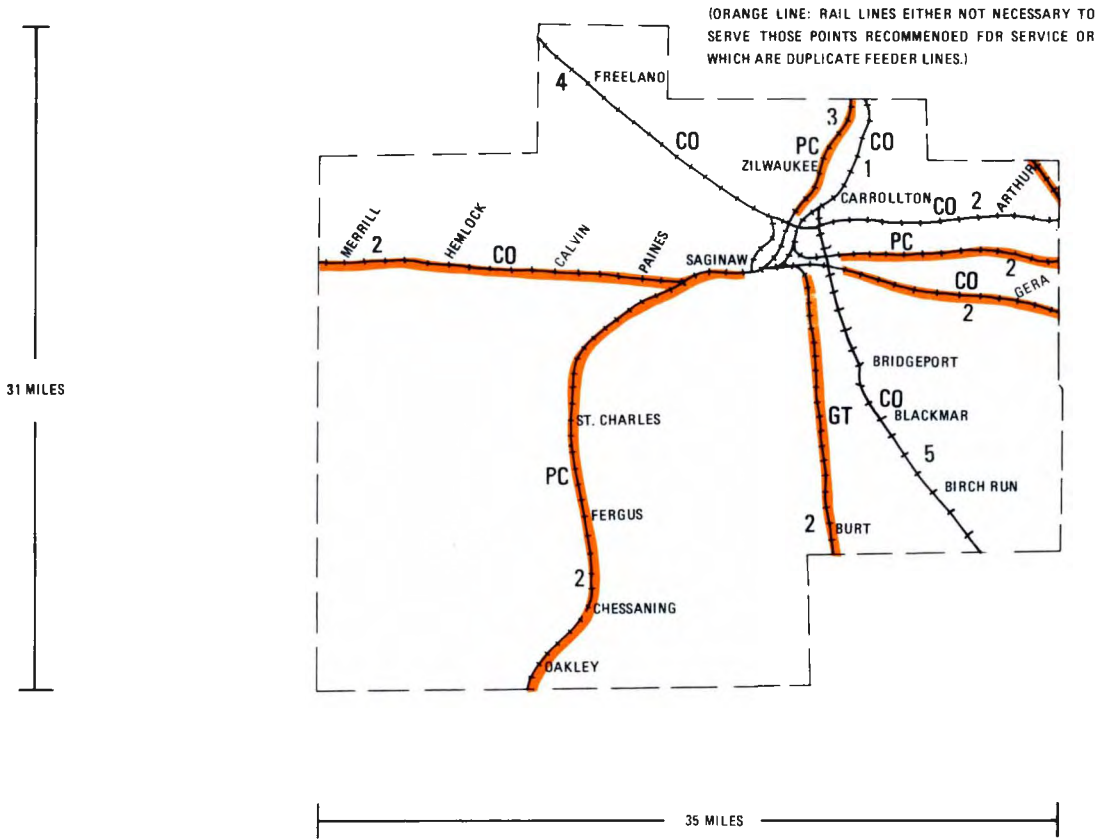 (ORANGE LINE: RAIL LINES EITHER NOT NECESSARY TO
SERVE THOSE POINTS RECOMMENDED FOR SERVICE OR
WHICH ARE DUPLICATE FEEDER LINES.)
4
FREELAND
CO
3
PC
ZILWAUKEE
CO
1
CARROLLTON
CO
2
ARTHUR
MERRILL
2
HEMLOCK
CO
CALVIN
PAINES
SAGINAW
PC
2
CO
2
GERA
31 MILES
BRIDGEPORT
CO
BLACKMAR
GT
ST. CHARLES
5
PC
BIRCH RUN
FERGUS
2
BURT
2
CHESSANING
OAKLEY
35 MILES